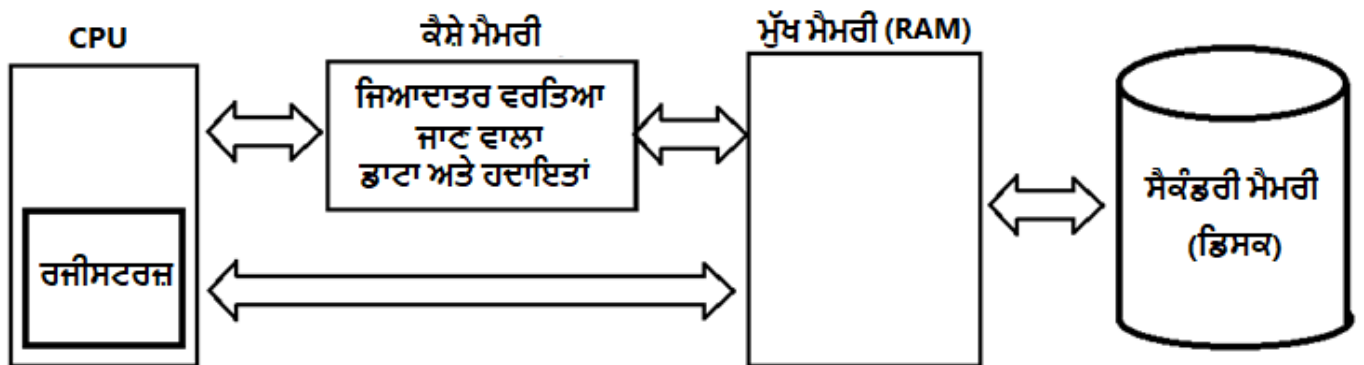 CPU
ਕੈਸ਼ੇ ਮੈਮਰੀ
ਮੁੱਖ ਮੈਮਰੀ (RAM)
ਜਿਆਦਾਤਰ ਵਰਤਿਆ
ਜਾਣ ਵਾਲਾ
ਡਾਟਾ ਅਤੇ ਹਦਾਇਤਾਂ
ਰਜੀਸਟਰਜ਼
ਸੈਕੰਡਰੀ ਮੈਮਰੀ
(ਡਿਸਕ)